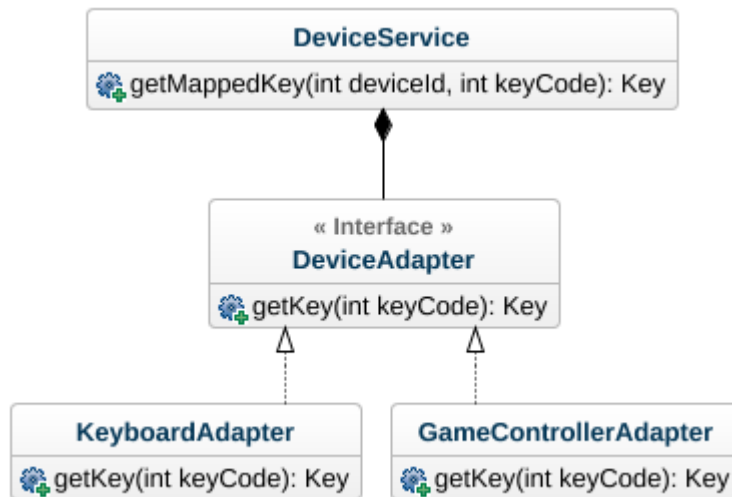 DeviceService
getMappedKey(int deviceId, int keyCode): Key
« Interface »
DeviceAdapter
getKey(int keyCode): Key
KeyboardAdapter
getKey(int keyCode): Key
GameControllerAdapter
getKey(int keyCode): Key